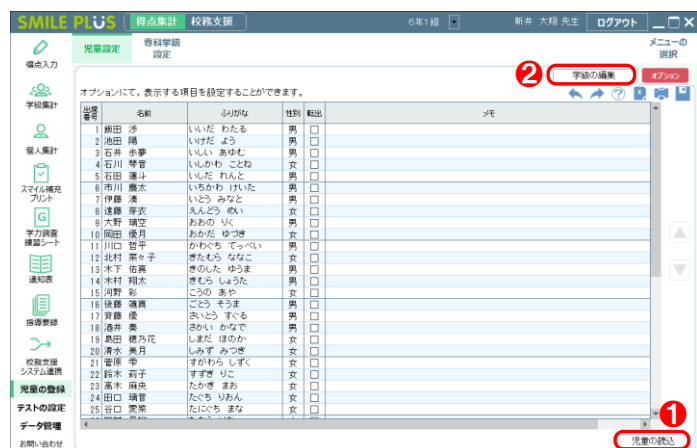 SMILE PLUS 得点集計 校務支援 6年1組 新井 大翔 先生 ログアウト
得点入力
学級集計
個人集計
スマイル補充
プリント
学力調査
練習シート
通知表
指導要録
校務支援
システム連携
児童の登録
テストの設定
データ管理
お問い合わせ
児童設定
専科学級
設定
メニューの
選択
2 学級の編集 オプション
オプションにて，表示する項目を設定することができます。
出席番号 名前 ふりがな 性別 転出 メモ
1 飯田 渉 いいだ わたる 男
2 池田 陽 いけだ よう 男
3 石井 歩夢 いしい あゆむ 男
4 石川 琴音 いしかわ ことね 女
5 石田 蓮斗 いしだ れんと 男
6 市川 慶太 いちかわ けいた 男
7 伊藤 湊 いとう みなと 男
8 遠藤 芽衣 えんどう めい 女
9 大野 璃空 おおの りく 男
10 岡田 優月 おかだ ゆづき 女
11 川口 哲平 かわぐち てっぺい 男
12 北村 菜々子 きたむら ななこ 女
13 木下 佑真 きのした ゆうま 男
14 木村 翔太 きむら しょうた 男
15 河野 彩 こうの あや 女
16 後藤 颯真 ごとう そうま 男
17 斉藤 優 さいとう すぐる 男
18 酒井 奏 さかい かなで 男
19 島田 穂乃花 しまだ ほのか 女
20 清水 美月 しみず みつき 女
21 菅原 雫 すがわら しずく 女
22 鈴木 莉子 すずき りこ 女
23 高木 麻央 たかぎ まお 女
24 田口 璃音 たぐち りおん 女
25 谷口 愛菜 たにぐち まな 女
1
児童の読込